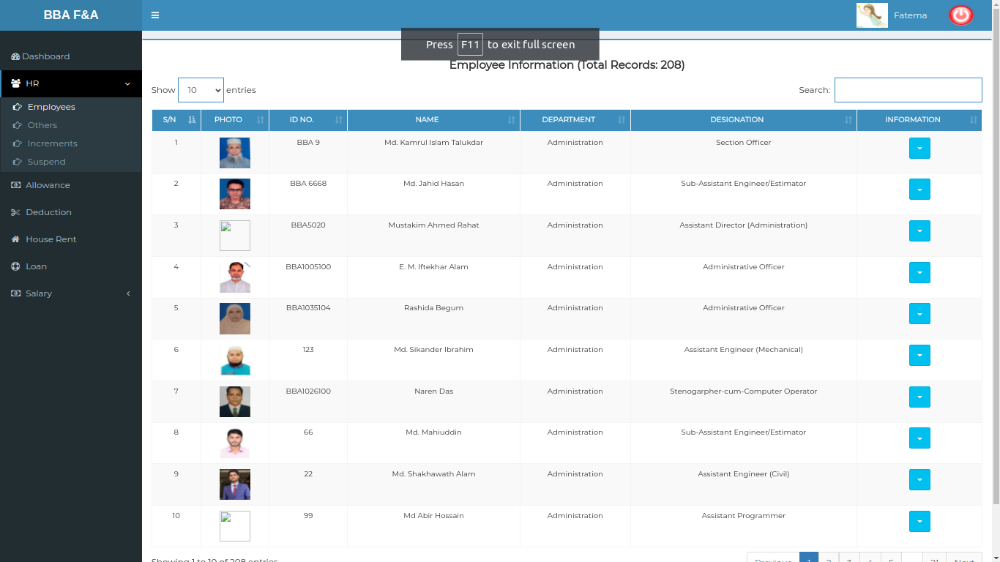 BBA F&A
Fatema
Press F11 to exit full screen
Dashboard
HR
Employees
Others
Increments
Suspend
Allowance
Deduction
House Rent
Loan
Salary
Employee Information (Total Records: 208)
Show 10 entries
Search:
S/N PHOTO ID NO. NAME DEPARTMENT DESIGNATION INFORMATION
1 BBA 9 Md. Kamrul Islam Talukdar Administration Section Officer
2 BBA 6668 Md. Jahid Hasan Administration Sub-Assistant Engineer/Estimator
3 BBA5020 Mustakim Ahmed Rahat Administration Assistant Director (Administration)
4 BBA1005100 E. M. Iftekhar Alam Administration Administrative Officer
5 BBA1035104 Rashida Begum Administration Administrative Officer
6 123 Md. Sikander Ibrahim Administration Assistant Engineer (Mechanical)
7 BBA1026100 Naren Das Administration Stenogarpher-cum-Computer Operator
8 66 Md. Mahiuddin Administration Sub-Assistant Engineer/Estimator
9 22 Md. Shakhawath Alam Administration Assistant Engineer (Civil)
10 99 Md Abir Hossain Administration Assistant Programmer
Showing 1 to 10 of 208 entries
Previous 1 2 3 4 5 ... 21 Next